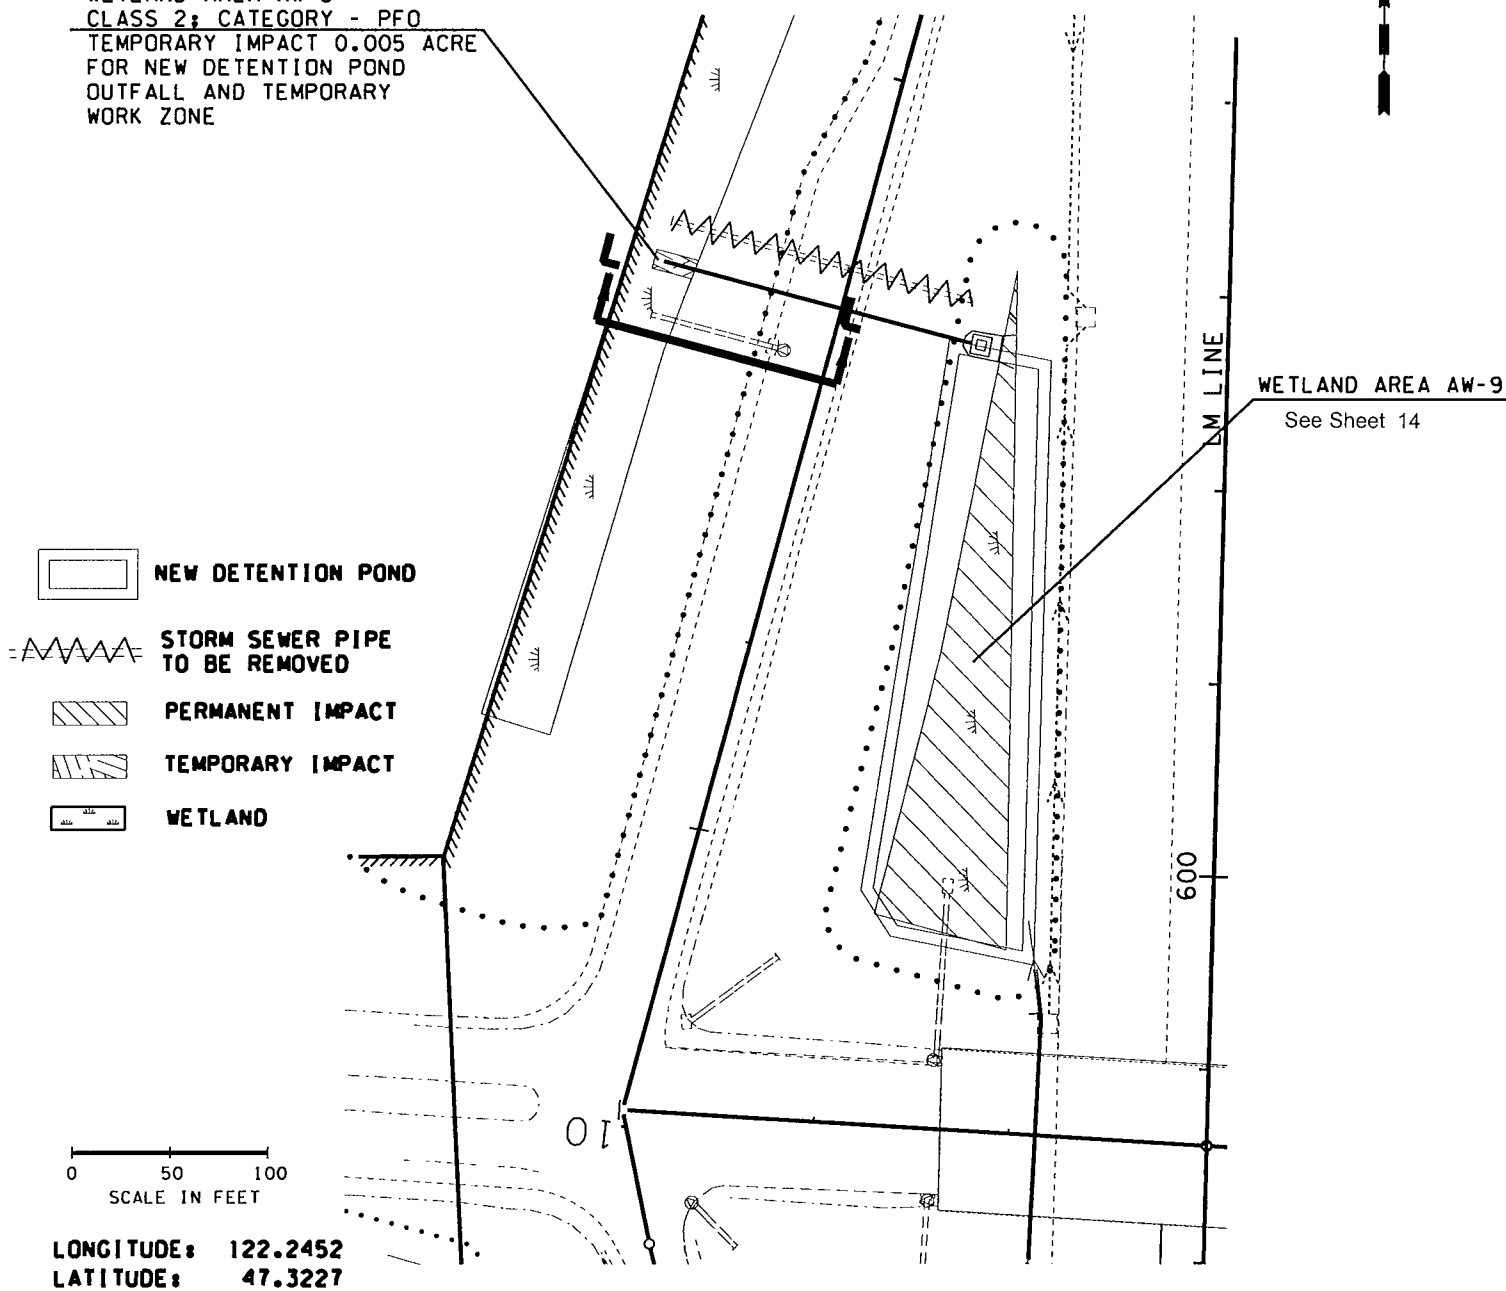 CLASS 2; CATEGORY - PFO
TEMPORARY IMPACT 0.005 ACRE
FOR NEW DETENTION POND
OUTFALL AND TEMPORARY
WORK ZONE
LM LINE
WETLAND AREA AW-9
See Sheet 14
NEW DETENTION POND
STORM SEWER PIPE
TO BE REMOVED
PERMANENT IMPACT
TEMPORARY IMPACT
WETLAND
600
10
0 50 100
SCALE IN FEET
LONGITUDE: 122.2452
LATITUDE: 47.3227